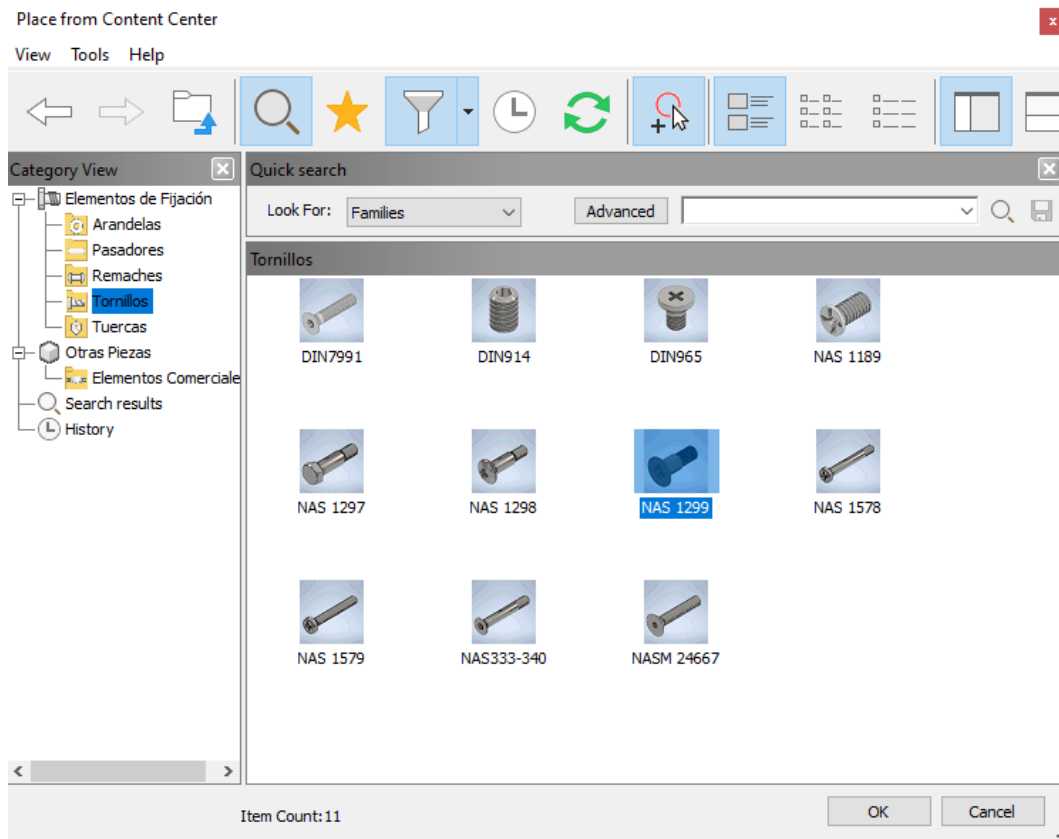 Place from Content Center
x
View Tools Help
Category View
Elementos de Fijación
Arandelas
Pasadores
Remaches
Tornillos
Tuercas
Otras Piezas
Elementos Comerciale
Search results
History
Quick search
Look For: Families Advanced
Tornillos
DIN7991 DIN914 DIN965 NAS 1189
NAS 1297 NAS 1298 NAS 1299 NAS 1578
NAS 1579 NAS333-340 NASM 24667
Item Count:11 OK Cancel